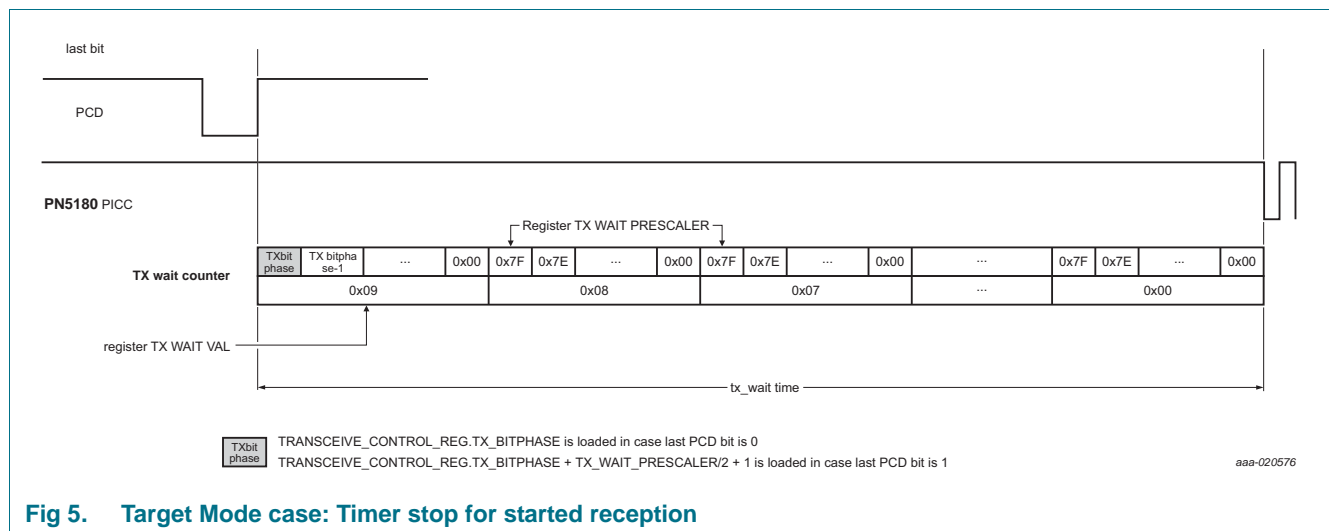 last bit
PCD
PN5180 PICC
Register TX WAIT PRESCALER
TX wait counter
TXbit
phase
TX bitpha
se-1
...
0x00
0x7F
0x7E
...
0x00
0x7F
0x7E
...
0x00
...
0x7F
0x7E
...
0x00
0x09
0x08
0x07
...
0x00
register TX WAIT VAL
tx_wait time
TXbit
phase
TRANSCEIVE_CONTROL_REG.TX_BITPHASE is loaded in case last PCD bit is 0
TRANSCEIVE_CONTROL_REG.TX_BITPHASE + TX_WAIT_PRESCALER/2 + 1 is loaded in case last PCD bit is 1
aaa-020576
Fig 5. Target Mode case: Timer stop for started reception